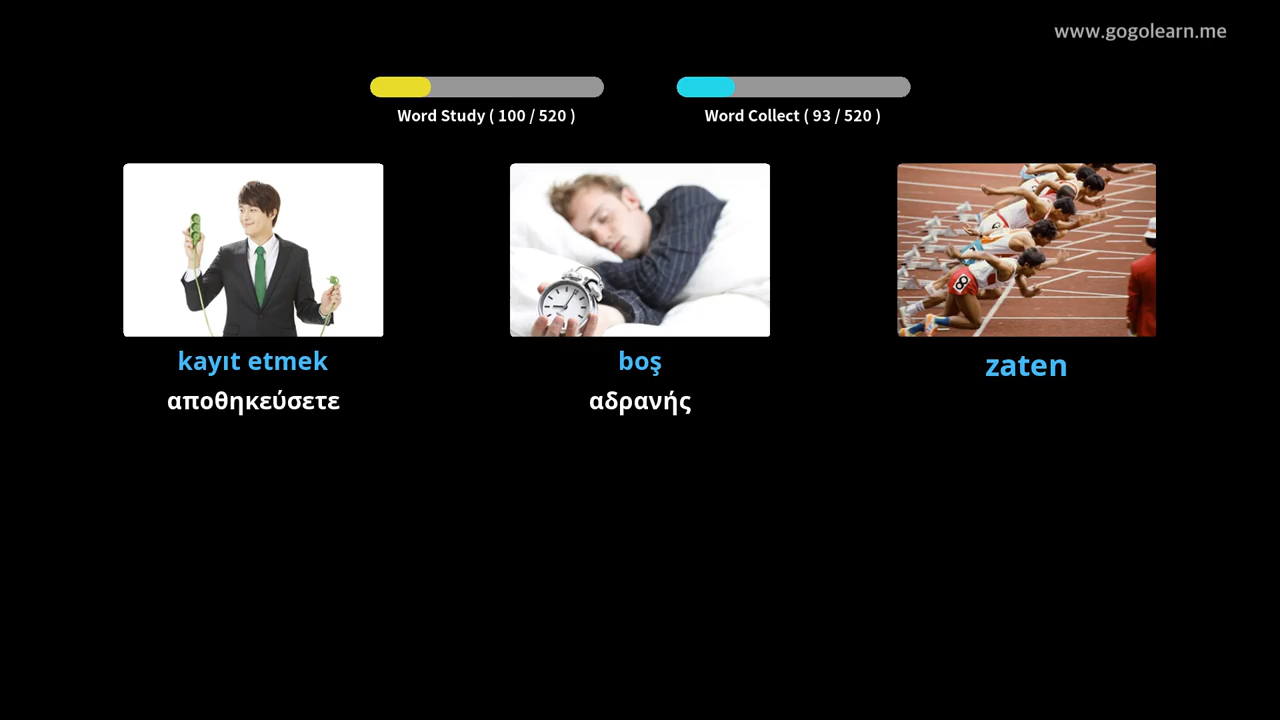 www.gogolearn.me
Word Study ( 100 / 520 )
Word Collect ( 93 / 520 )
kayıt etmek
αποθηκεύσετε
boş
αδρανής
zaten